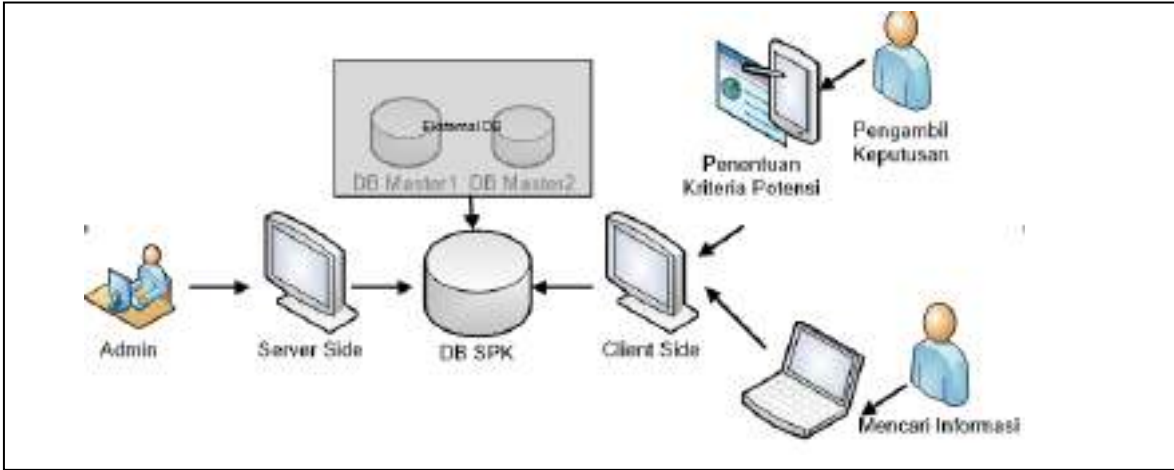 Eksternal DB
DB Master1 DB Master2
Pengambil
Keputusan
Penentuan
Kriteria Potensi
Admin
Server Side
DB SPK
Client Side
Mencari Informasi